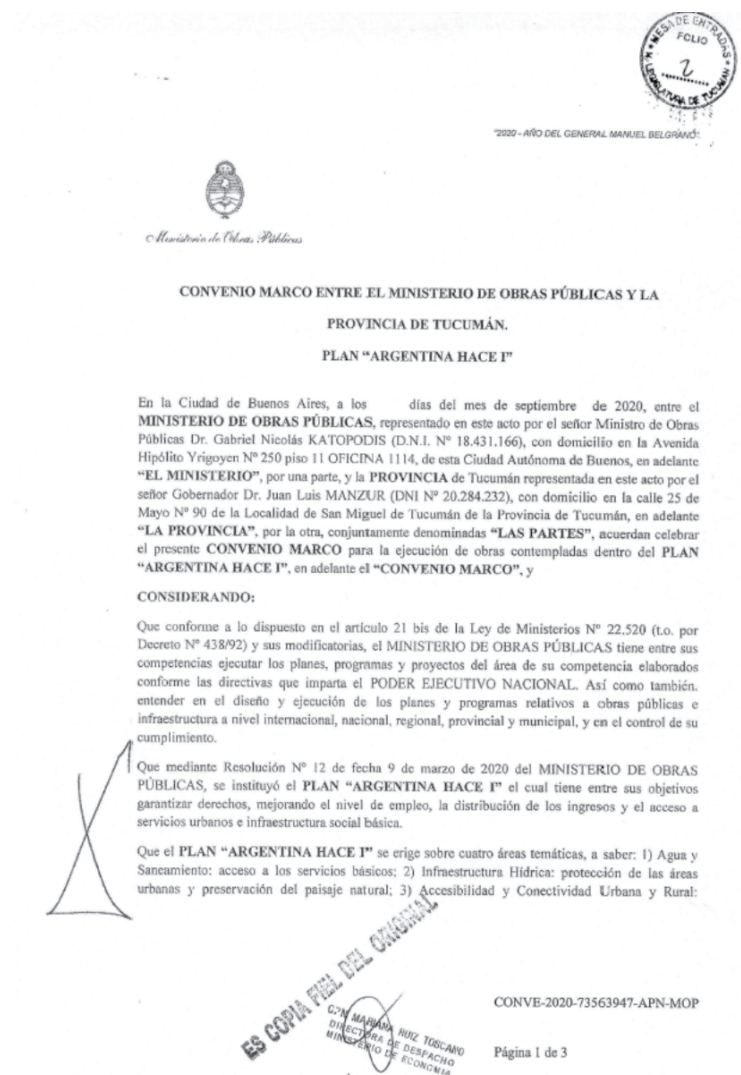 MESA DE ENTRADAS
FOLIO
2
LEGISLATURA DE TUCUMAN
"2020 - AÑO DEL GENERAL MANUEL BELGRANO".
Ministerio de Obras Públicas
CONVENIO MARCO ENTRE EL MINISTERIO DE OBRAS PÚBLICAS Y LA
PROVINCIA DE TUCUMÁN.
PLAN “ARGENTINA HACE I”
En la Ciudad de Buenos Aires, a los días del mes de septiembre de 2020, entre el
MINISTERIO DE OBRAS PÚBLICAS, representado en este acto por el señor Ministro de Obras
Públicas Dr. Gabriel Nicolás KATOPODIS (D.N.I. Nº 18.431.166), con domicilio en la Avenida
Hipólito Yrigoyen Nº 250 piso 11 OFICINA 1114, de esta Ciudad Autónoma de Buenos, en adelante
“EL MINISTERIO”, por una parte, y la PROVINCIA de Tucumán representada en este acto por el
señor Gobernador Dr. Juan Luis MANZUR (DNI Nº 20.284.232), con domicilio en la calle 25 de
Mayo Nº 90 de la Localidad de San Miguel de Tucumán de la Provincia de Tucumán, en adelante
“LA PROVINCIA”, por la otra, conjuntamente denominadas “LAS PARTES”, acuerdan celebrar
el presente CONVENIO MARCO para la ejecución de obras contempladas dentro del PLAN
“ARGENTINA HACE I”, en adelante el “CONVENIO MARCO”, y
CONSIDERANDO:
Que conforme a lo dispuesto en el artículo 21 bis de la Ley de Ministerios Nº 22.520 (t.o. por
Decreto Nº 438/92) y sus modificatorias, el MINISTERIO DE OBRAS PÚBLICAS tiene entre sus
competencias ejecutar los planes, programas y proyectos del área de su competencia elaborados
conforme las directivas que imparta el PODER EJECUTIVO NACIONAL. Así como también.
entender en el diseño y ejecución de los planes y programas relativos a obras públicas e
infraestructura a nivel internacional, nacional, regional, provincial y municipal, y en el control de su
cumplimiento.
Que mediante Resolución Nº 12 de fecha 9 de marzo de 2020 del MINISTERIO DE OBRAS
PÚBLICAS, se instituyó el PLAN “ARGENTINA HACE I” el cual tiene entre sus objetivos
garantizar derechos, mejorando el nivel de empleo, la distribución de los ingresos y el acceso a
servicios urbanos e infraestructura social básica.
Que el PLAN “ARGENTINA HACE I” se erige sobre cuatro áreas temáticas, a saber: 1) Agua y
Saneamiento: acceso a los servicios básicos; 2) Infraestructura Hídrica: protección de las áreas
urbanas y preservación del paisaje natural; 3) Accesibilidad y Conectividad Urbana y Rural:
ES COPIA FIEL DEL ORIGINAL
CPN MARIANA RUIZ TOSCANO
DIRECTORA DE DESPACHO
MINISTERIO DE ECONOMIA
CONVE-2020-73563947-APN-MOP
Página 1 de 3